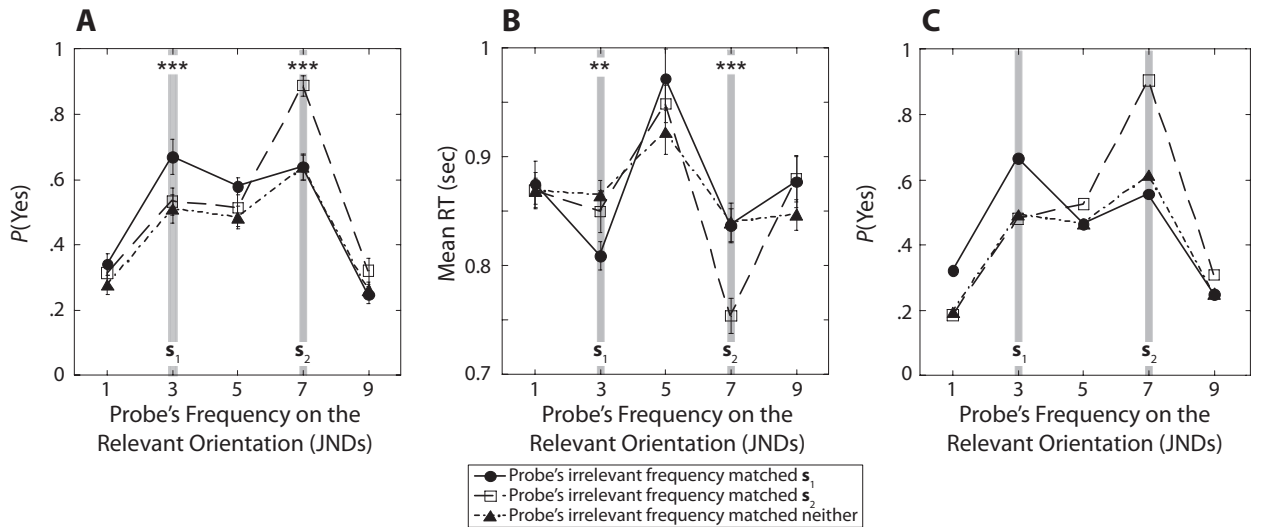 A
1
.8
.6
.4
.2
0
P(Yes)
***
***
s1
s2
1 3 5 7 9
Probe's Frequency on the
Relevant Orientation (JNDs)
B
1
0.9
0.8
0.7
Mean RT (sec)
**
***
s1
s2
1 3 5 7 9
Probe's Frequency on the
Relevant Orientation (JNDs)
C
1
.8
.6
.4
.2
0
P(Yes)
s1
s2
1 3 5 7 9
Probe's Frequency on the
Relevant Orientation (JNDs)
Probe's irrelevant frequency matched s1
Probe's irrelevant frequency matched s2
Probe's irrelevant frequency matched neither